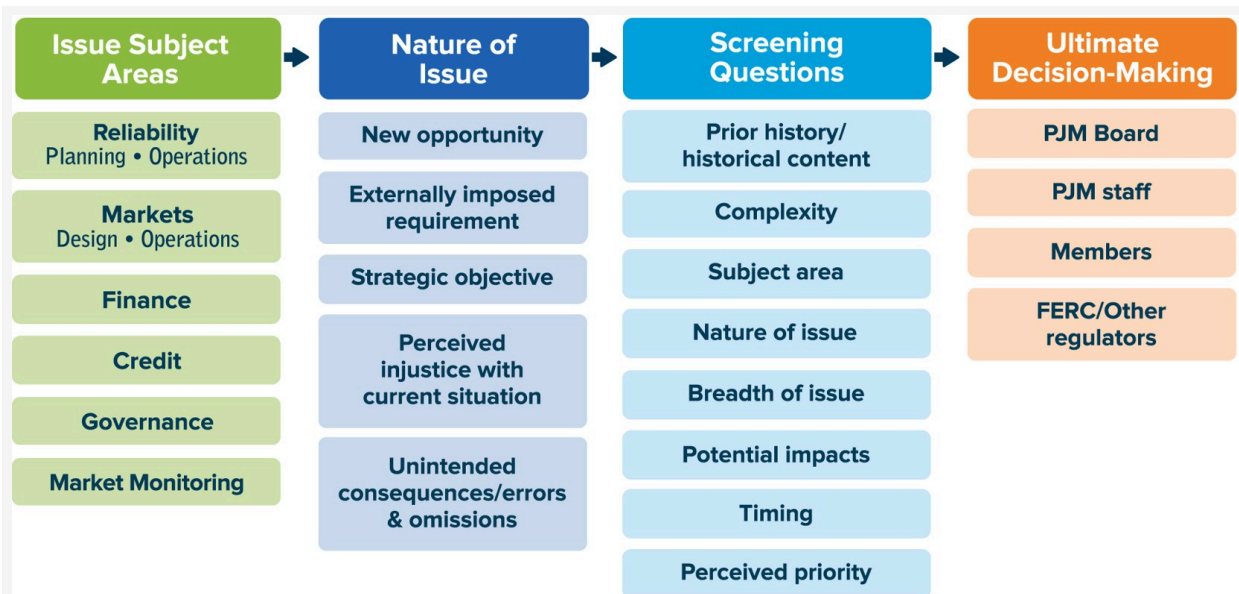 Issue Subject
Areas
Reliability
Planning • Operations
Markets
Design • Operations
Finance
Credit
Governance
Market Monitoring
Nature of
Issue
New opportunity
Externally imposed
requirement
Strategic objective
Perceived
injustice with
current situation
Unintended
consequences/errors
& omissions
Screening
Questions
Prior history/
historical content
Complexity
Subject area
Nature of issue
Breadth of issue
Potential impacts
Timing
Perceived priority
Ultimate
Decision-Making
PJM Board
PJM staff
Members
FERC/Other
regulators